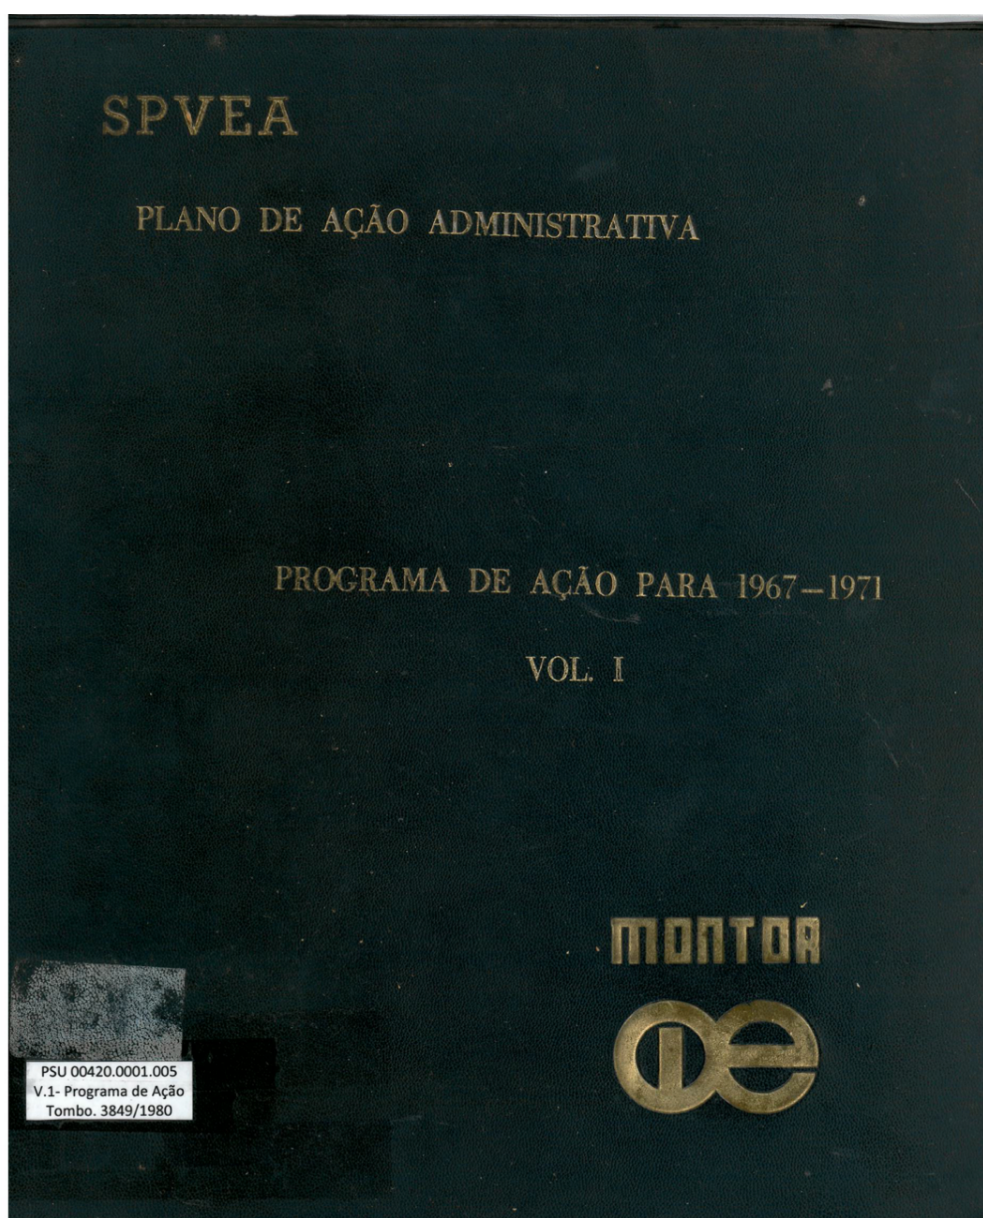 SPVEA
PLANO DE AÇÃO ADMINISTRATIVA
PROGRAMA DE AÇÃO PARA 1967—1971
VOL. I
MONTOR
PSU 00420.0001.005
V.1- Programa de Ação
Tombo. 3849/1980